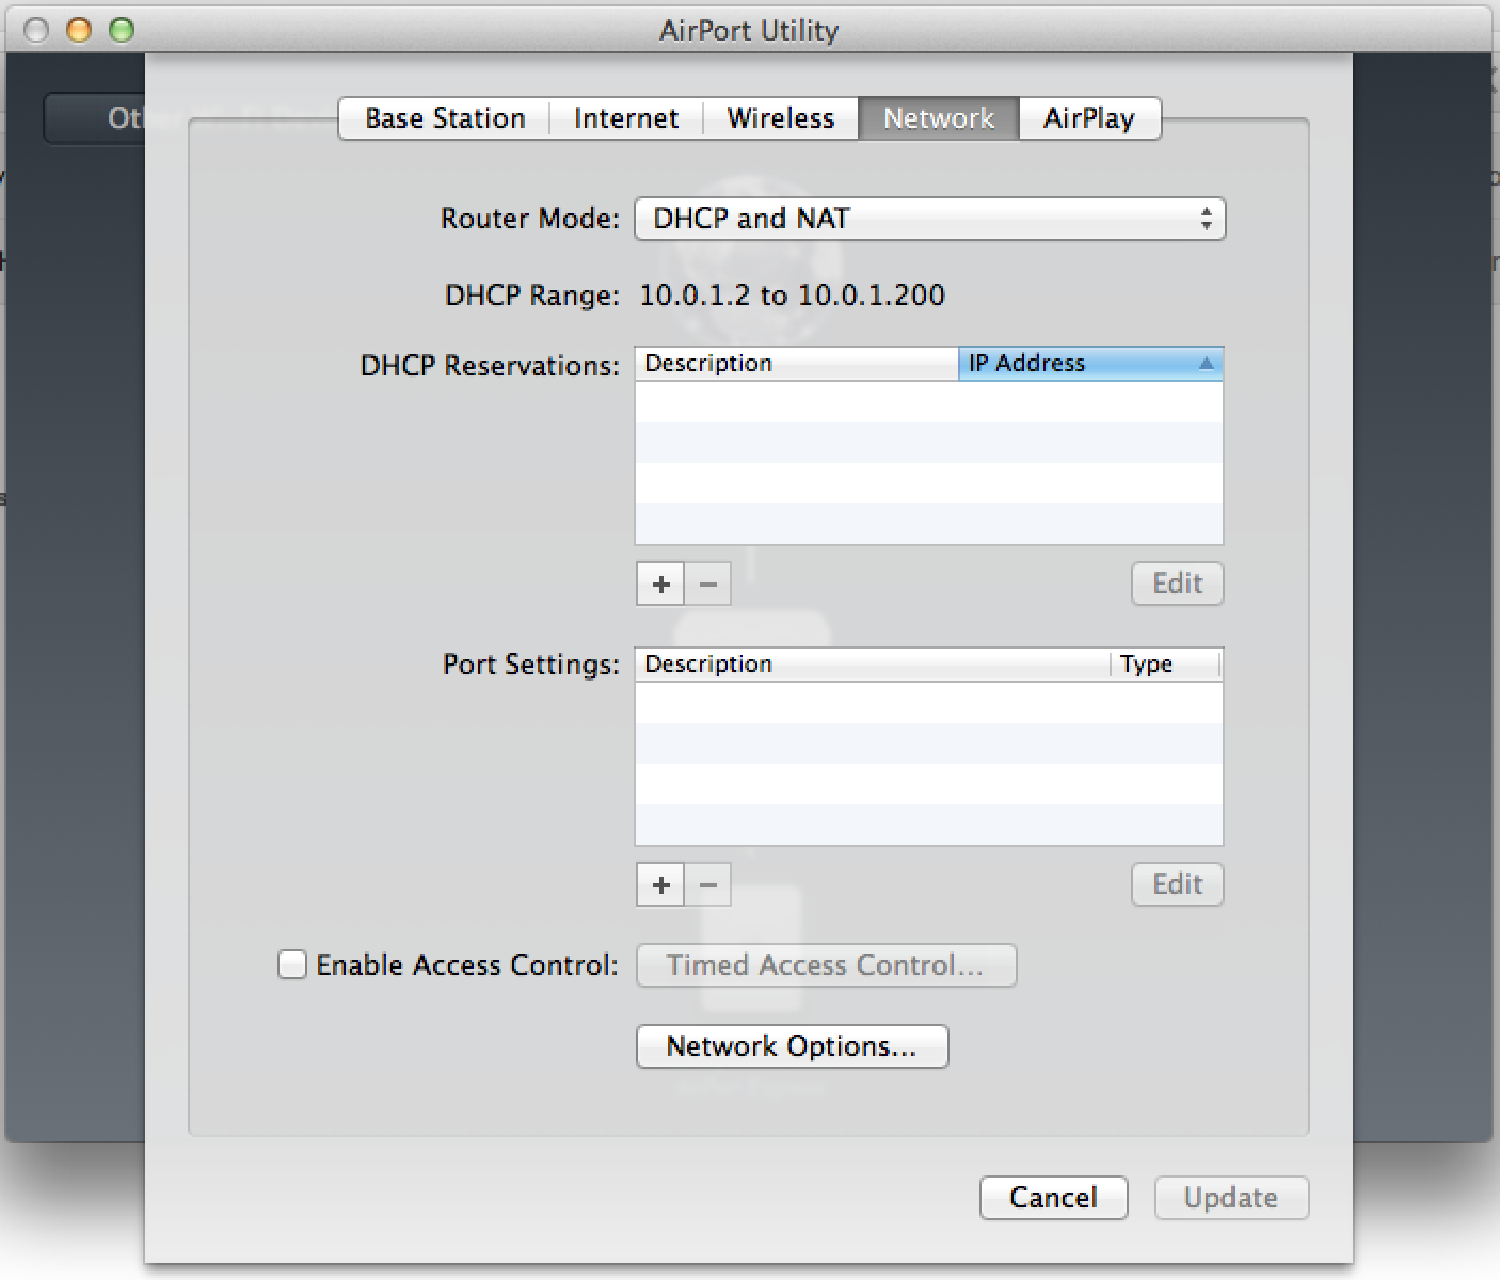 AirPort Utility
Base Station Internet Wireless Network AirPlay
Router Mode: DHCP and NAT
DHCP Range: 10.0.1.2 to 10.0.1.200
DHCP Reservations: Description IP Address
+ − Edit
Port Settings: Description Type
+ − Edit
Enable Access Control: Timed Access Control...
Network Options...
Cancel Update